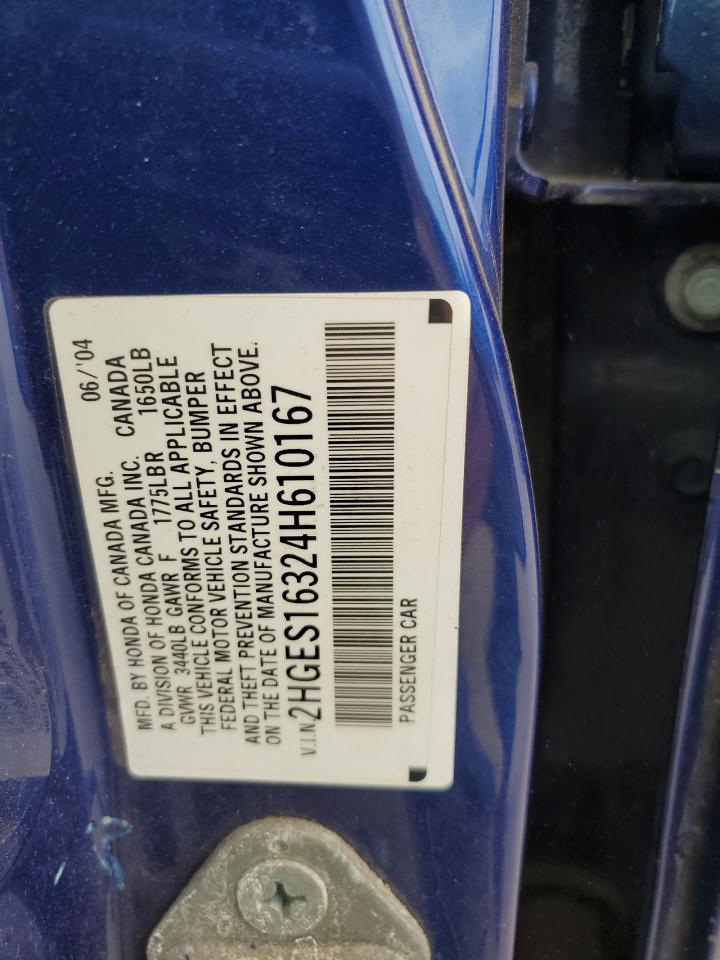 MFD. BY HONDA OF CANADA MFG. 06/'04
A DIVISION OF HONDA CANADA INC. CANADA
GVWR 3440LB GAWR F 1775LBR 1650LB
THIS VEHICLE CONFORMS TO ALL APPLICABLE
FEDERAL MOTOR VEHICLE SAFETY, BUMPER
AND THEFT PREVENTION STANDARDS IN EFFECT
ON THE DATE OF MANUFACTURE SHOWN ABOVE.
V.I.N. 2HGES16324H610167
PASSENGER CAR